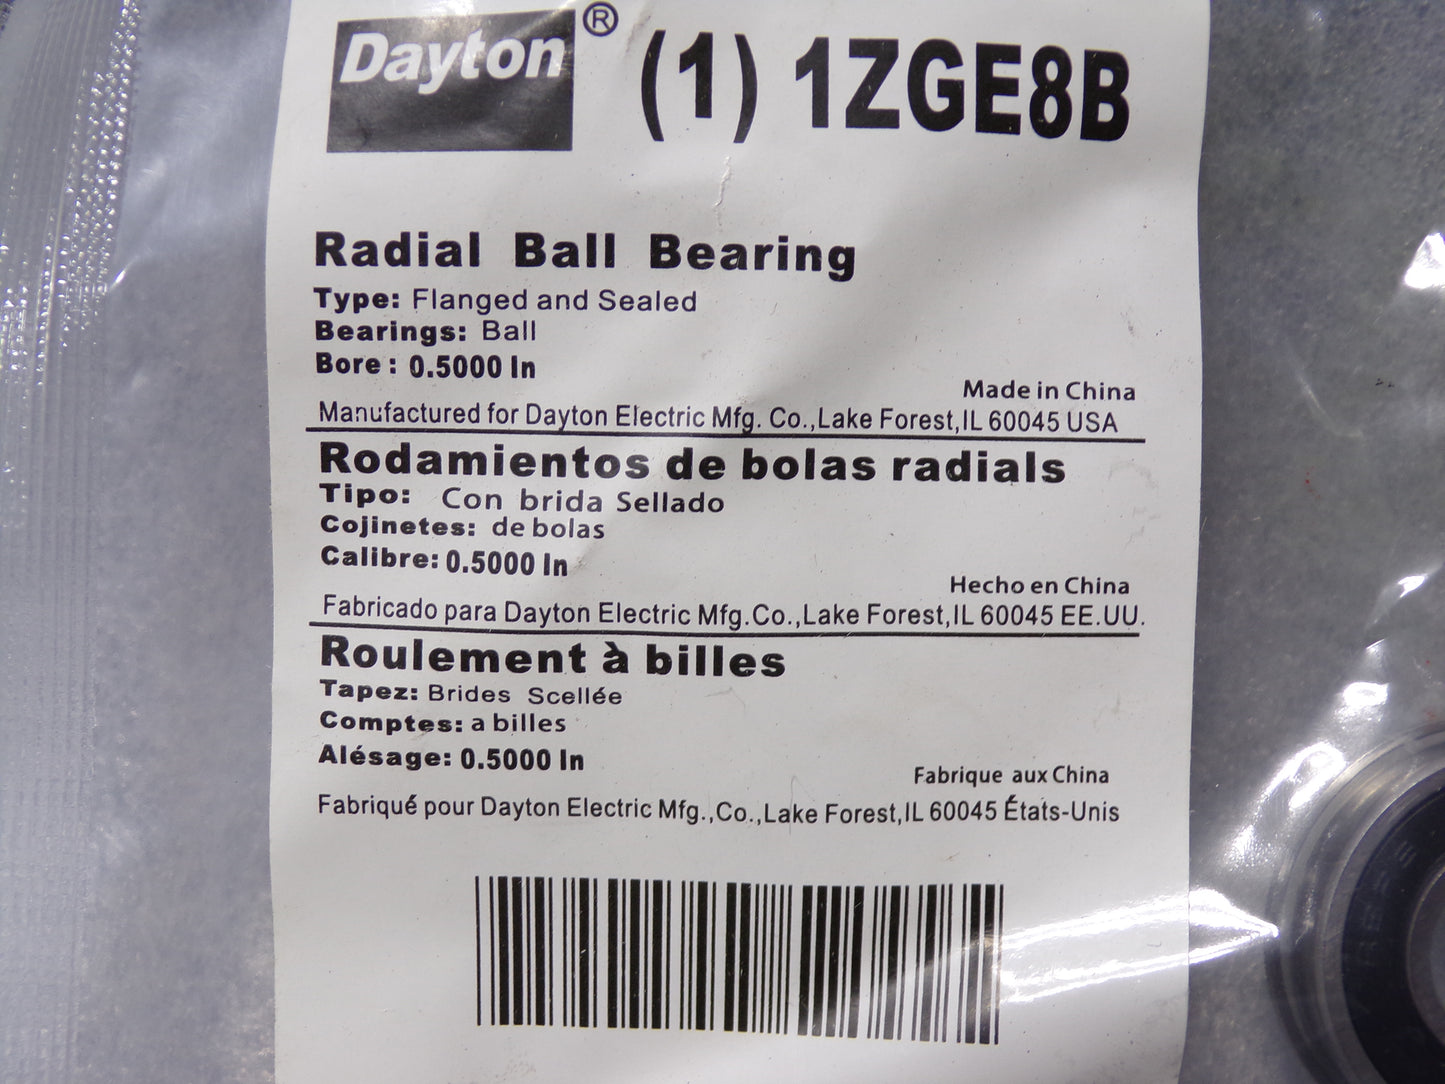 Dayton® (1) 1ZGE8B
Radial Ball Bearing
Type: Flanged and Sealed
Bearings: Ball
Bore: 0.5000 In
Made in China
Manufactured for Dayton Electric Mfg. Co.,Lake Forest,IL 60045 USA
Rodamientos de bolas radials
Tipo: Con brida Sellado
Cojinetes: de bolas
Calibre: 0.5000 In
Hecho en China
Fabricado para Dayton Electric Mfg.Co.,Lake Forest,IL 60045 EE.UU.
Roulement à billes
Tapez: Brides Scellée
Comptes: a billes
Alésage: 0.5000 In
Fabrique aux China
Fabriqué pour Dayton Electric Mfg.,Co.,Lake Forest,IL 60045 États-Unis